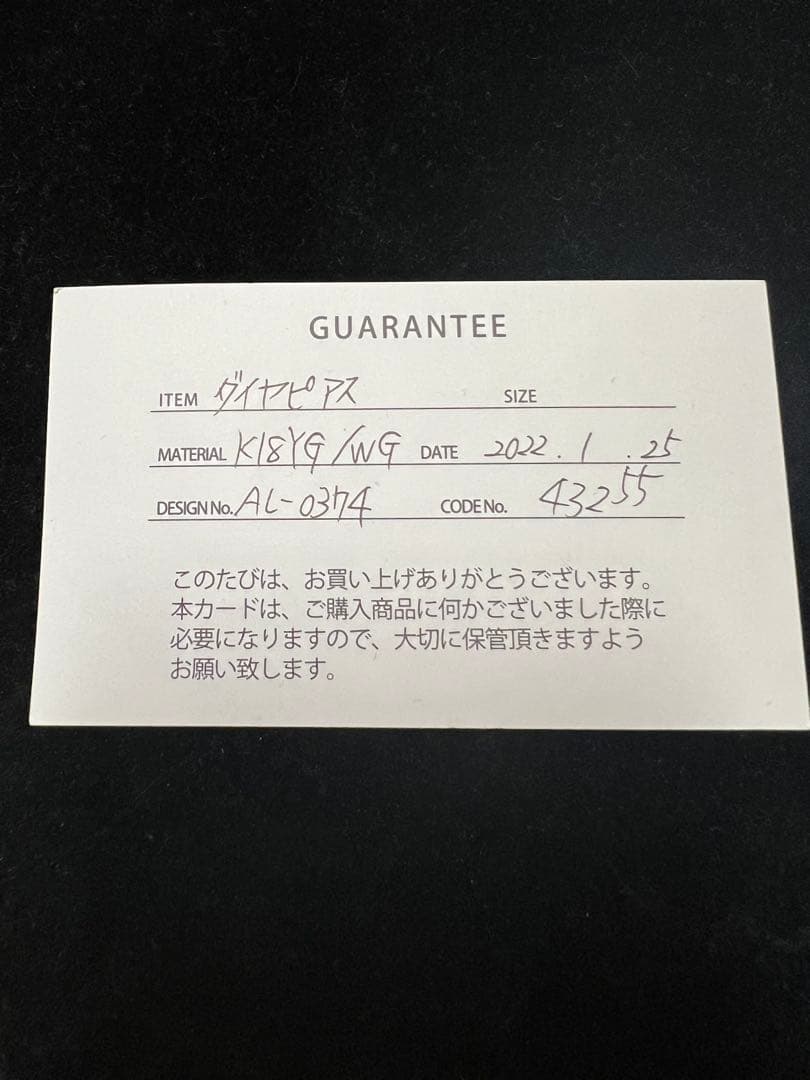 GUARANTEE
ITEM ダイヤピアス SIZE
MATERIAL K18YG/WG DATE 2022.1.25
DESIGN No. AL-0374 CODE No. 43255
このたびは、お買い上げありがとうございます。
本カードは、ご購入商品に何かございました際に
必要になりますので、大切に保管頂きますよう
お願い致します。